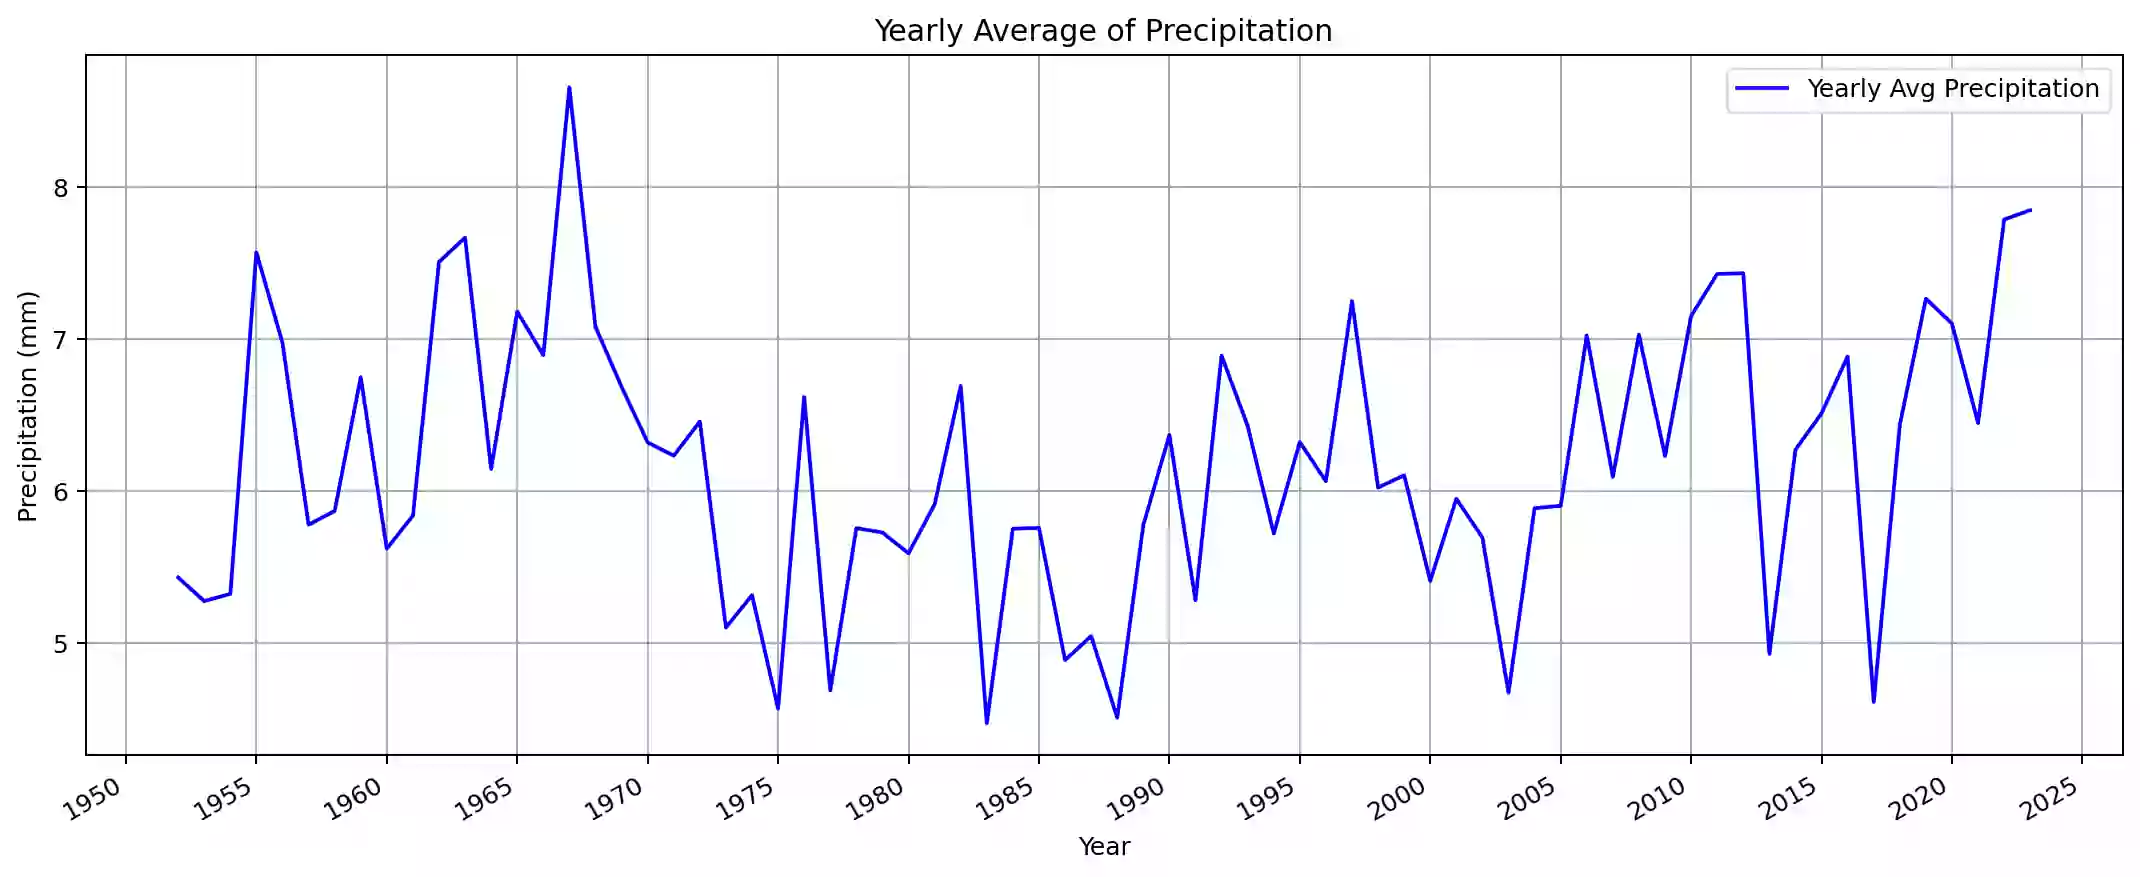 Yearly Average of Precipitation
Yearly Avg Precipitation
Precipitation (mm)
8
7
6
5
1950 1955 1960 1965 1970 1975 1980 1985 1990 1995 2000 2005 2010 2015 2020 2025
Year